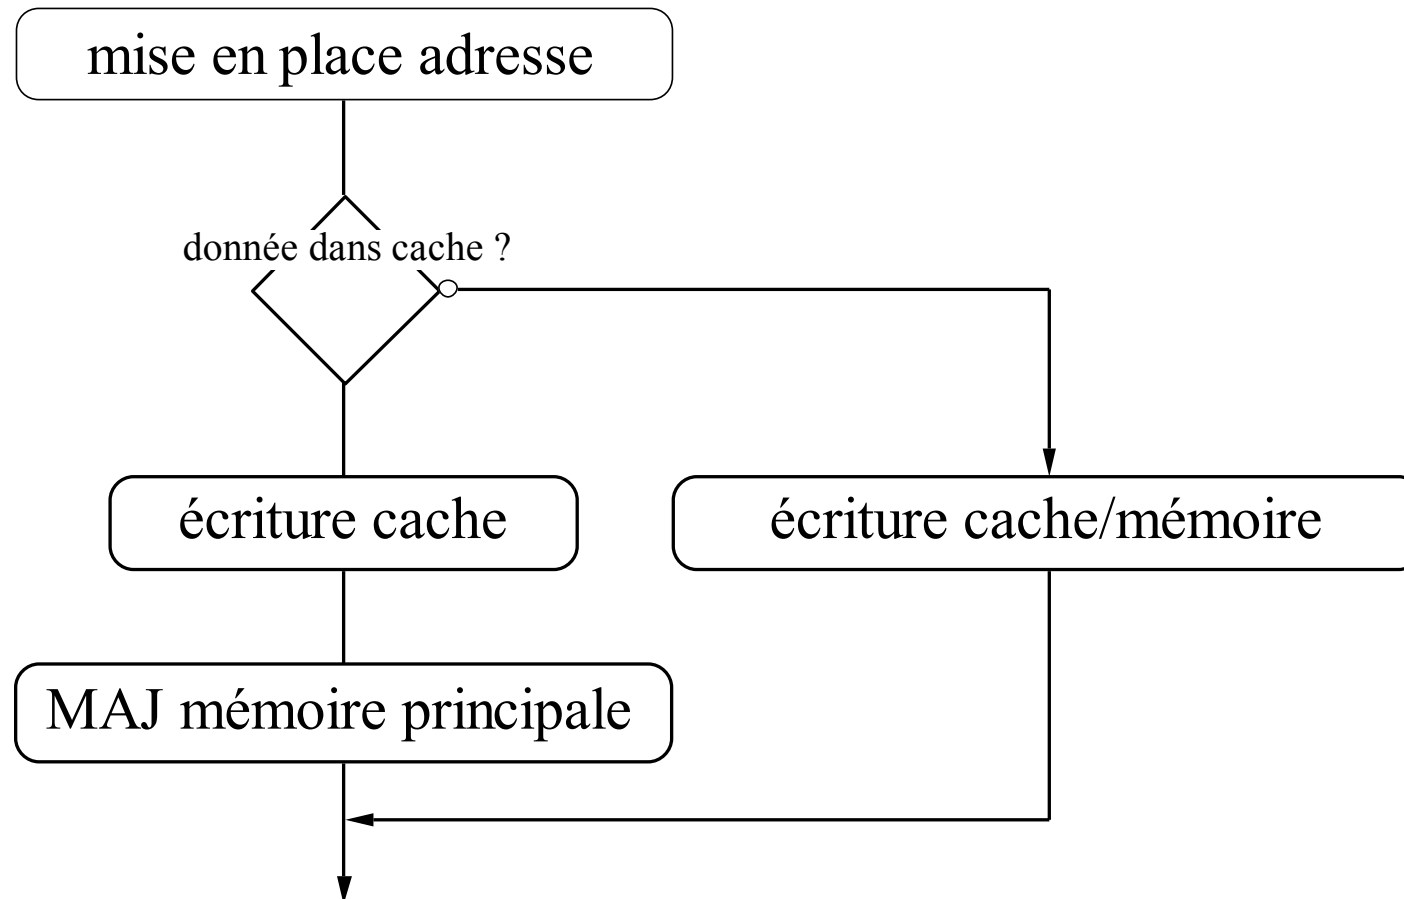 mise en place adresse
donnée dans cache ?
écriture cache
écriture cache/mémoire
MAJ mémoire principale